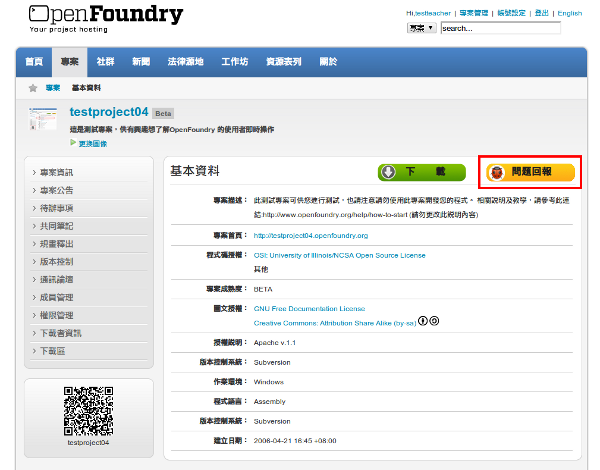 OpenFoundry
Your project hosting
Hi,testteacher | 專案管理 | 帳號設定 | 登出 | English
專案 search...
首頁 專案 社群 新聞 法律源地 工作坊 資源表列 關於
專案 基本資料
testproject04 Beta
這是測試專案，供有興趣想了解OpenFoundry 的使用者即時操作
更換圖像
專案資訊
專案公告
待辦事項
共同筆記
規畫釋出
版本控制
通訊論壇
成員管理
權限管理
下載者資訊
下載區
testproject04
基本資料 下 載 問題回報
專案描述： 此測試專案可供您進行測試，也請注意請勿使用此專案開發您的程式。 相關說明及教學，請參考此連
結 http://www.openfoundry.org/help/how-to-start (請勿更改此說明內容)
專案首頁： http://testproject04.openfoundry.org
程式碼授權： OSI: University of Illinois/NCSA Open Source License
其他
專案成熟度： BETA
圖文授權： GNU Free Documentation License
Creative Commons: Attribution Share Alike (by-sa)
授權說明： Apache v.1.1
版本控制系統： Subversion
作業環境： Windows
程式語言： Assembly
版本控制系統： Subversion
建立日期： 2006-04-21 16:45 +08:00